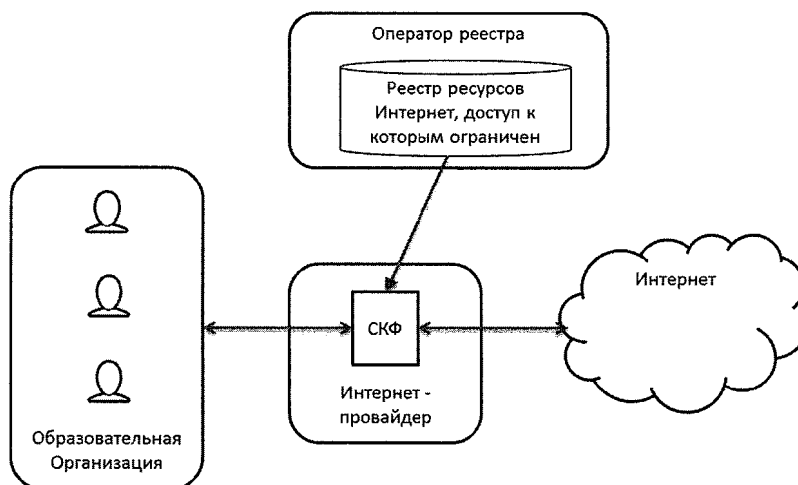 Оператор реестра
Реестр ресурсов
Интернет, доступ к
которым ограничен
Интернет
СКФ
Интернет -
провайдер
Образовательная
Организация